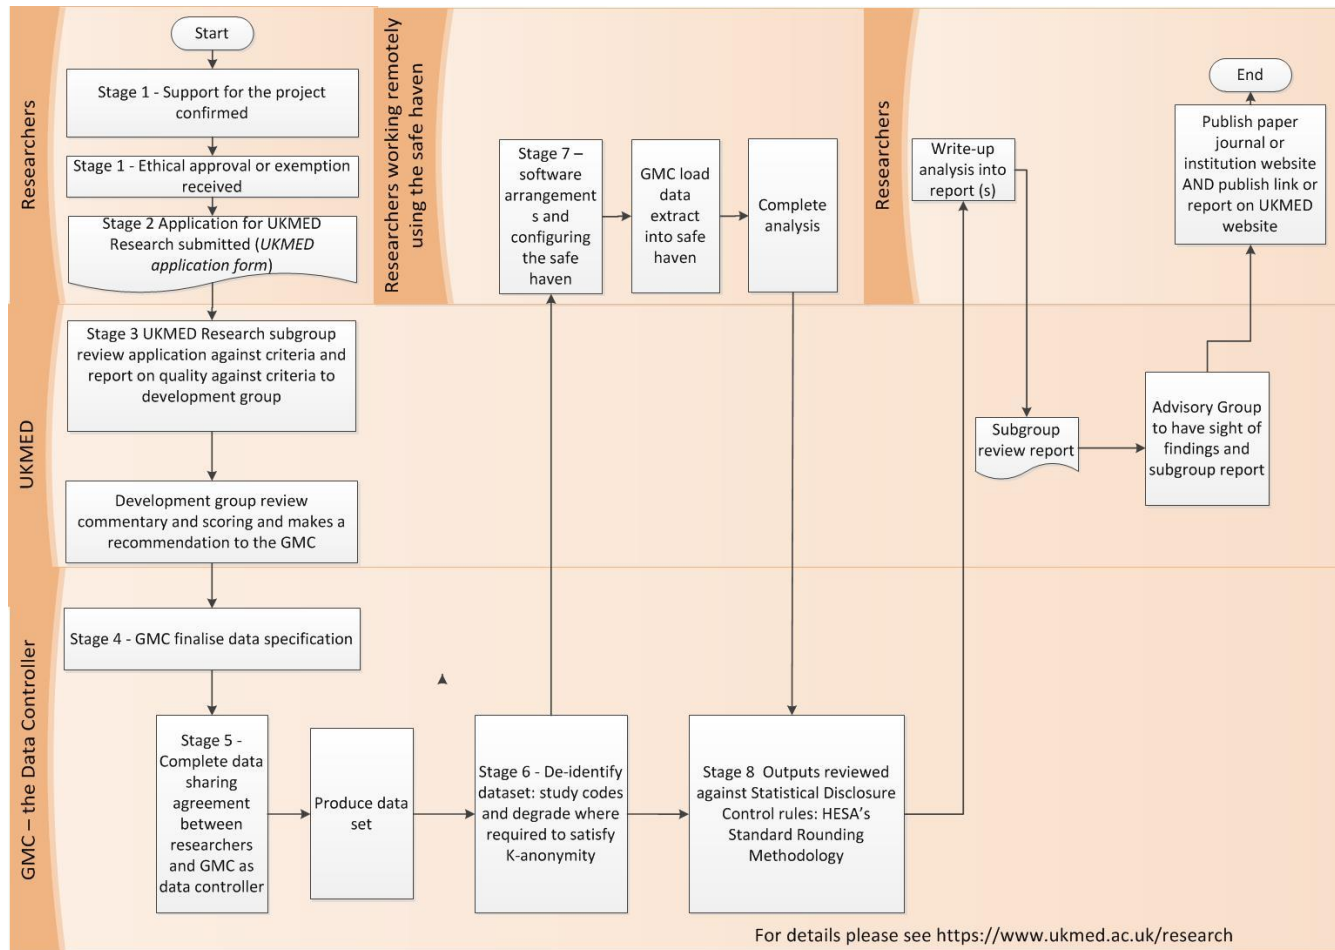 Researchers
Start
Stage 1 - Support for the project
confirmed
Stage 1 - Ethical approval or exemption
received
Stage 2 Application for UKMED
Research submitted (UKMED
application form)
Researchers working remotely
using the safe haven
Stage 7 –
software
arrangement
s and
configuring
the safe
haven
GMC load
data
extract
into safe
haven
Complete
analysis
Researchers
Write-up
analysis into
report (s)
End
Publish paper
journal or
institution website
AND publish link or
report on UKMED
website
UKMED
Stage 3 UKMED Research subgroup
review application against criteria and
report on quality against criteria to
development group
Development group review
commentary and scoring and makes a
recommendation to the GMC
Subgroup
review report
Advisory Group
to have sight of
findings and
subgroup report
GMC – the Data Controller
Stage 4 - GMC finalise data specification
Stage 5 -
Complete data
sharing
agreement
between
researchers
and GMC as
data controller
Produce data
set
Stage 6 - De-identify
dataset: study codes
and degrade where
required to satisfy
K-anonymity
Stage 8 Outputs reviewed
against Statistical Disclosure
Control rules: HESA's
Standard Rounding
Methodology
For details please see https://www.ukmed.ac.uk/research